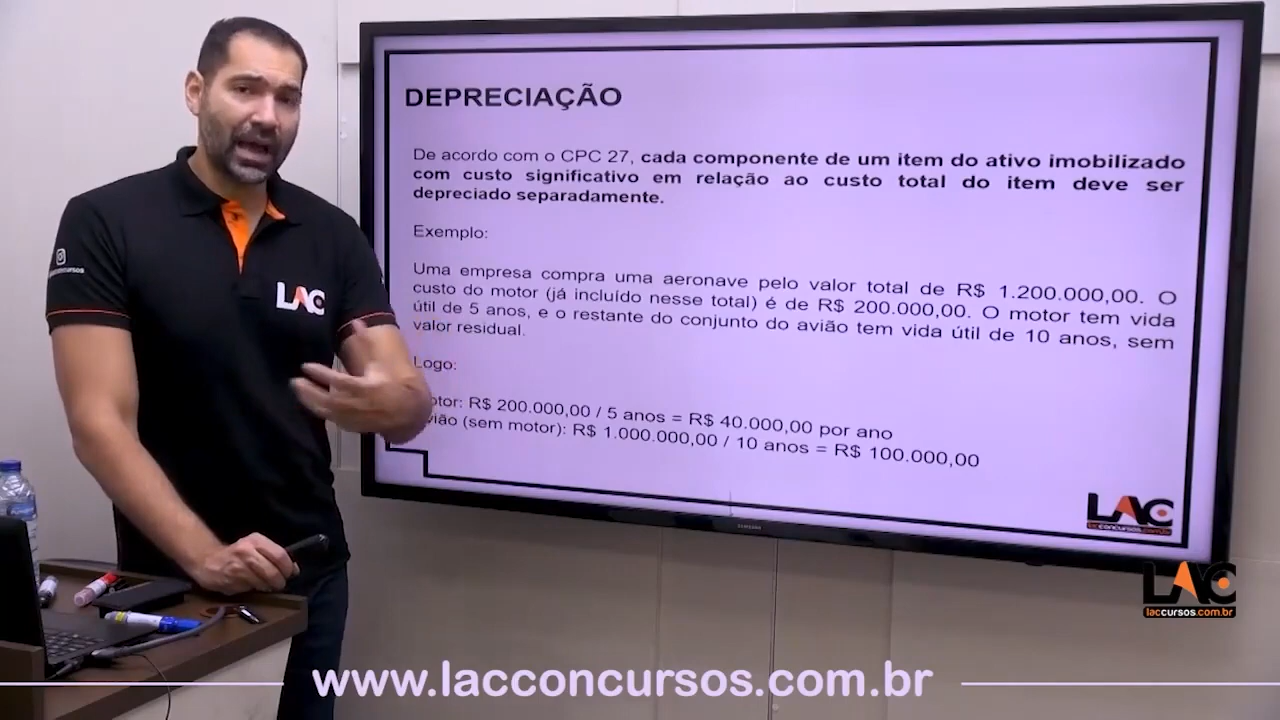 DEPRECIAÇÃO
De acordo com o CPC 27, cada componente de um item do ativo imobilizado
com custo significativo em relação ao custo total do item deve ser
depreciado separadamente.
Exemplo:
Uma empresa compra uma aeronave pelo valor total de R$ 1.200.000,00. O
custo do motor (já incluído nesse total) é de R$ 200.000,00. O motor tem vida
útil de 5 anos, e o restante do conjunto do avião tem vida útil de 10 anos, sem
valor residual.
Logo:
otor: R$ 200.000,00 / 5 anos = R$ 40.000,00 por ano
vião (sem motor): R$ 1.000.000,00 / 10 anos = R$ 100.000,00
LAC
lacconcursos.com.br
SAMSUNG
LAC
laccursos.com.br
LAC
www.lacconcursos.com.br